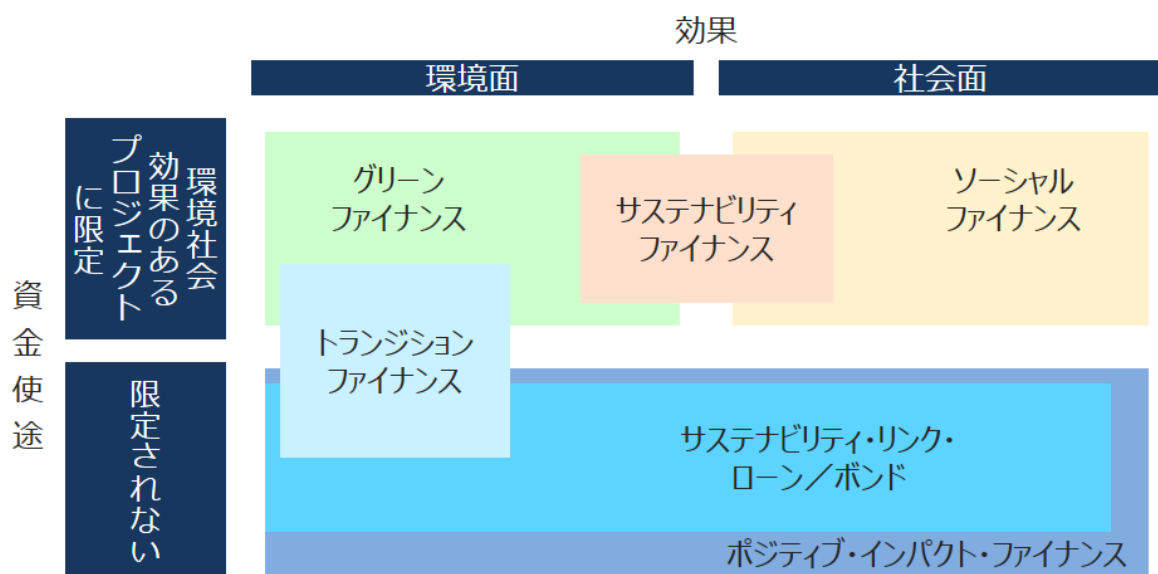 効果
環境面
社会面
資金使途
環境社会
効果のある
プロジェクト
に限定
グリーン
ファイナンス
サステナビリティ
ファイナンス
ソーシャル
ファイナンス
トランジション
ファイナンス
限定されない
サステナビリティ・リンク・
ローン／ボンド
ポジティブ・インパクト・ファイナンス